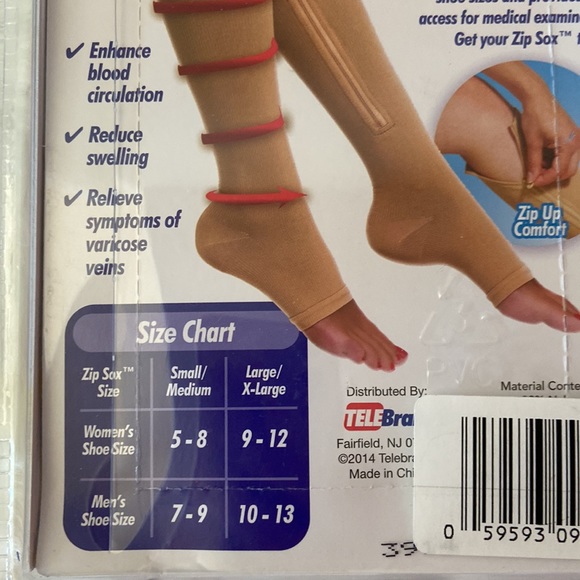 access for medical examin
Get your Zip Sox™
✔ Enhance
blood
circulation
✔ Reduce
swelling
✔ Relieve
symptoms of
varicose
veins
Zip Up
Comfort
Size Chart
Zip Sox™
Size
Small/
Medium
Large/
X-Large
Women's
Shoe Size
5 - 8
9 - 12
Men's
Shoe Size
7 - 9
10 - 13
Distributed By:
TELEBra
Fairfield, NJ 07
©2014 Telebra
Made in Chi
Material Conte
0 59593 09
39